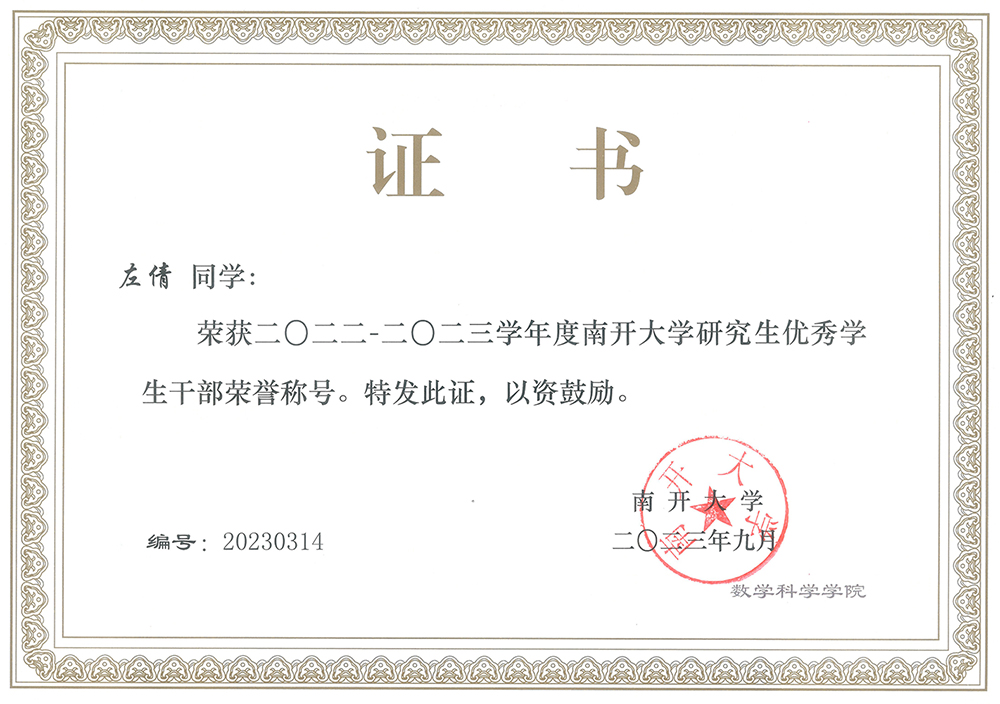 证 书
左倩 同学：
荣获二〇二二-二〇二三学年度南开大学研究生优秀学
生干部荣誉称号。特发此证，以资鼓励。
南开大学
南开大学
二〇二三年九月
编号：20230314
数学科学学院